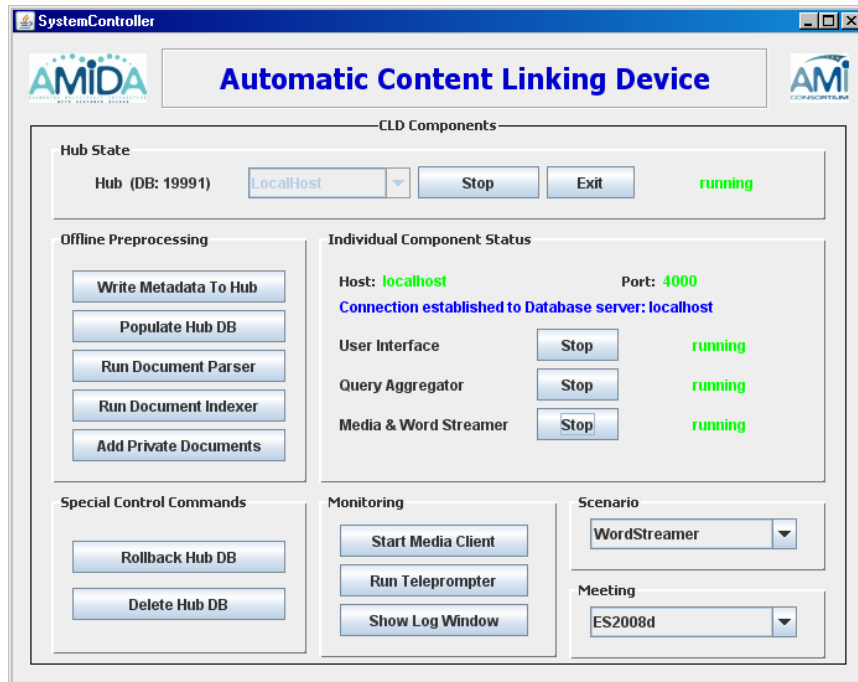 SystemController
AMIDA
Automatic Content Linking Device
AMI
CONSORTIUM
CLD Components
Hub State
Hub (DB: 19991)
LocalHost
Stop
Exit
running
Offline Preprocessing
Write Metadata To Hub
Populate Hub DB
Run Document Parser
Run Document Indexer
Add Private Documents
Individual Component Status
Host: localhost
Port: 4000
Connection established to Database server: localhost
User Interface
Stop
running
Query Aggregator
Stop
running
Media & Word Streamer
Stop
running
Special Control Commands
Rollback Hub DB
Delete Hub DB
Monitoring
Start Media Client
Run Teleprompter
Show Log Window
Scenario
WordStreamer
Meeting
ES2008d